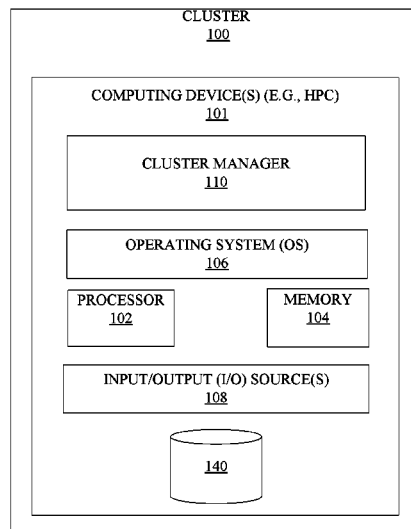 CLUSTER
100
COMPUTING DEVICE(S) (E.G., HPC)
101
CLUSTER MANAGER
110
OPERATING SYSTEM (OS)
106
PROCESSOR
102
MEMORY
104
INPUT/OUTPUT (I/O) SOURCE(S)
108
140